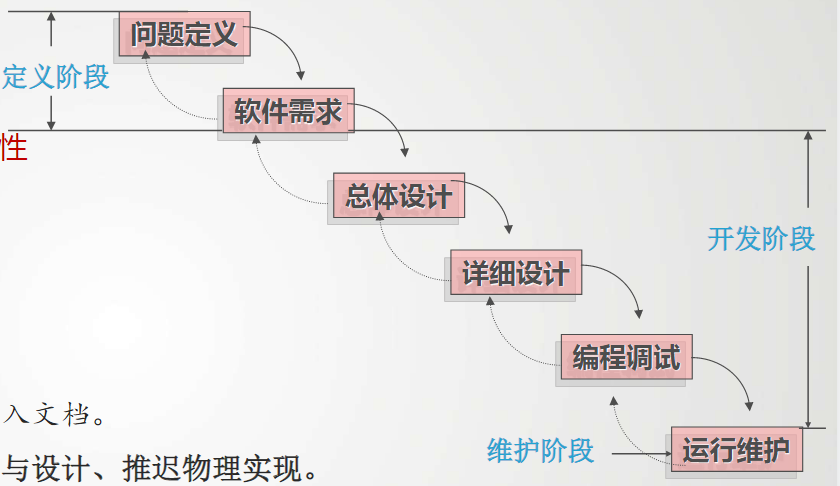 问题定义
定义阶段
软件需求
性
总体设计
开发阶段
详细设计
编程调试
入文档。
维护阶段
运行维护
与设计、推迟物理实现。